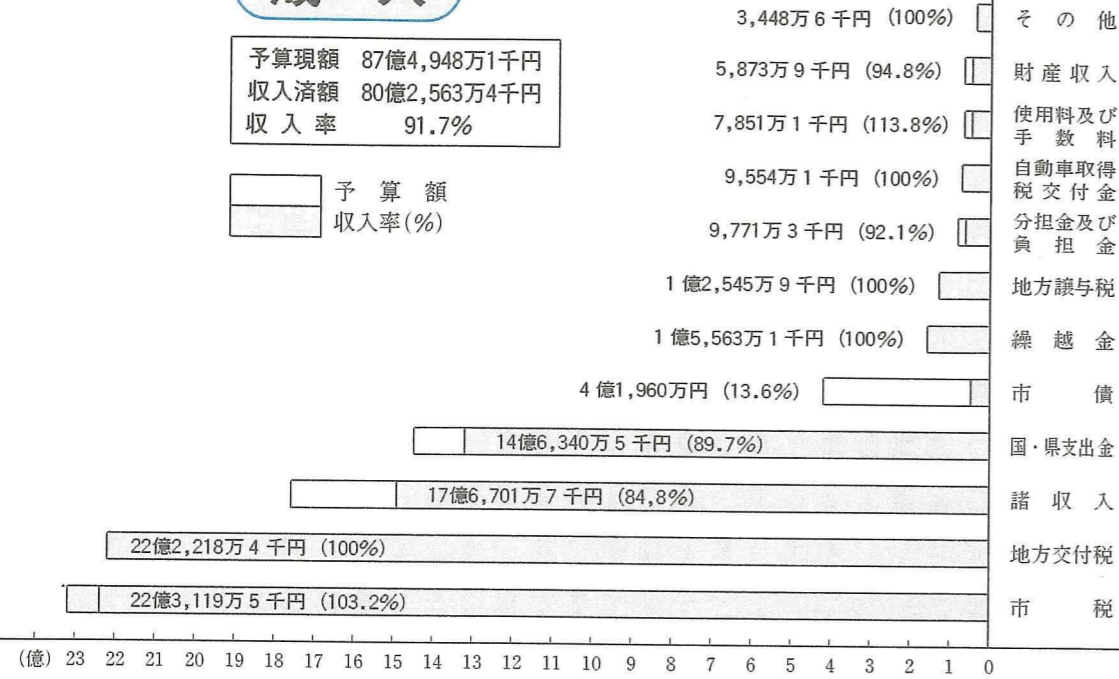 予算現額 87億4,948万1千円
収入済額 80億2,563万4千円
収入率 91.7%
予算額
収入率(%)
3,448万6千円 (100%) その他
5,873万9千円 (94.8%) 財産収入
7,851万1千円 (113.8%) 使用料及び
手数料
9,554万1千円 (100%) 自動車取得
税交付金
9,771万3千円 (92.1%) 分担金及び
負担金
1億2,545万9千円 (100%) 地方譲与税
1億5,563万1千円 (100%) 繰越金
4億1,960万円 (13.6%) 市債
14億6,340万5千円 (89.7%) 国・県支出金
17億6,701万7千円 (84,8%) 諸収入
22億2,218万4千円 (100%) 地方交付税
22億3,119万5千円 (103.2%) 市税
(億) 23 22 21 20 19 18 17 16 15 14 13 12 11 10 9 8 7 6 5 4 3 2 1 0